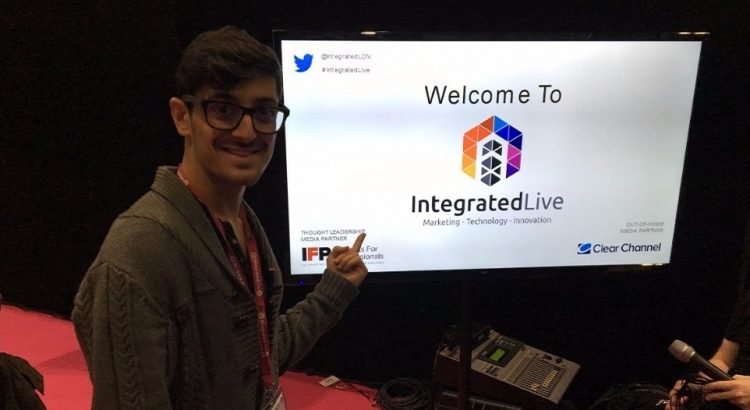 @IntegratedLDN
#IntegratedLive
Welcome To
IntegratedLive
Marketing - Technology - Innovation
THOUGHT LEADERSHIP
MEDIA PARTNER
IFP
For
OUT-OF-HOME
MEDIA PARTNER
Clear Channel